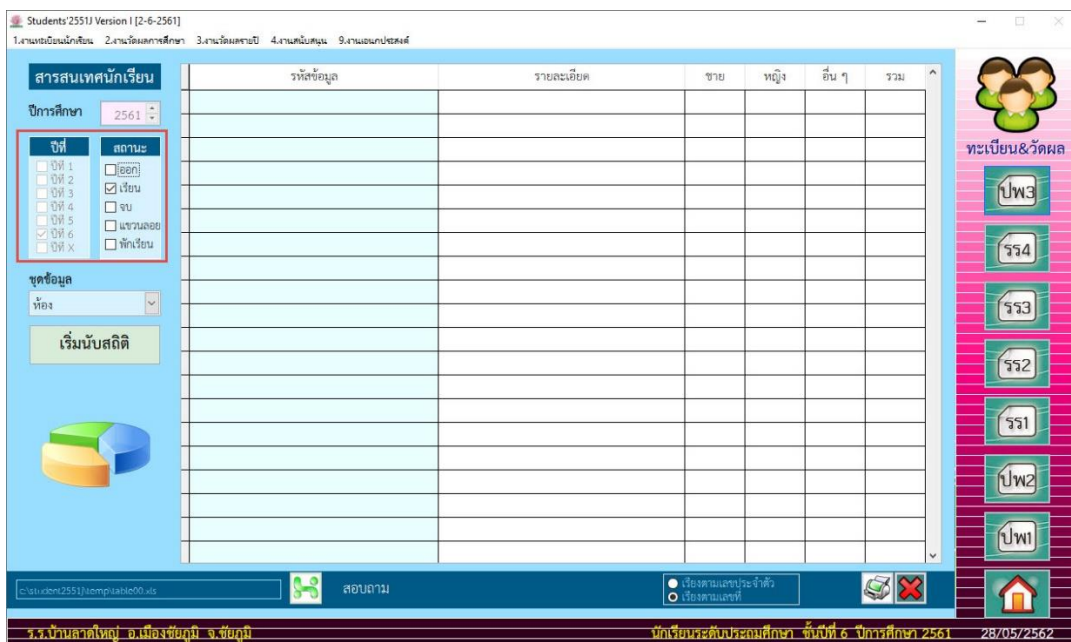 Students'2551J Version I [2-6-2561]
1.งานทะเบียนนักเรียน 2.งานวัดผลการศึกษา 3.งานวัดผลรายปี 4.งานสนับสนุน 9.งานเอนกประสงค์
สารสนเทศนักเรียน
ปีการศึกษา 2561
ปีที่
ปีที่ 1
ปีที่ 2
ปีที่ 3
ปีที่ 4
ปีที่ 5
ปีที่ 6
ปีที่ X
สถานะ
ออก
เรียน
จบ
แขวนลอย
พักเรียน
ชุดข้อมูล
ห้อง
เริ่มนับสถิติ
รหัสข้อมูล รายละเอียด ชาย หญิง อื่น ๆ รวม
ทะเบียน&วัดผล
ปพ3
รร4
รร3
รร2
รร1
ปพ2
ปพ1
c:\student2551J\temp\table00.xls
สอบถาม
เรียงตามเลขประจำตัว
เรียงตามเลขที่
ร.ร.บ้านลาดใหญ่ อ.เมืองชัยภูมิ จ.ชัยภูมิ
นักเรียนระดับประถมศึกษา ชั้นปีที่ 6 ปีการศึกษา 2561
28/05/2562